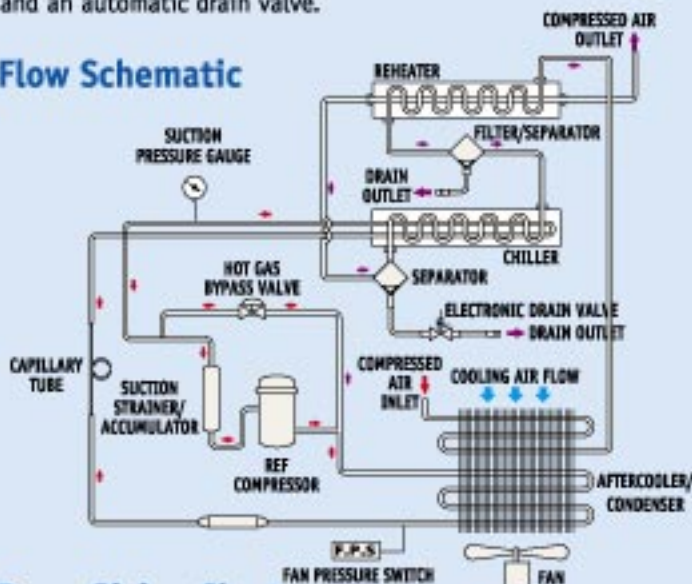 and an automatic drain valve.
Flow Schematic
COMPRESSED AIR
OUTLET
REHEATER
SUCTION
PRESSURE GAUGE
FILTER/SEPARATOR
DRAIN
OUTLET
CHILLER
HOT GAS
BYPASS VALVE
SEPARATOR
ELECTRONIC DRAIN VALVE
DRAIN OUTLET
CAPILLARY
TUBE
SUCTION
STRAINER/
ACCUMULATOR
COMPRESSED
AIR
INLET
COOLING AIR FLOW
REF
COMPRESSOR
AFTERCOOLER/
CONDENSER
F.P.S
FAN PRESSURE SWITCH
FAN